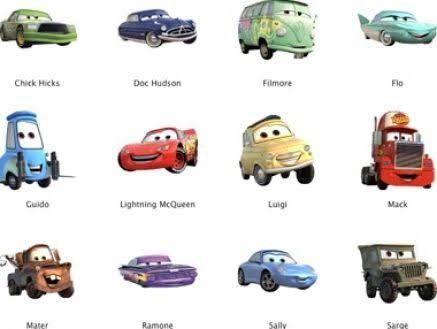 Chick Hicks
Doc Hudson
Filmore
Flo
Guido
Lightning McQueen
Luigi
Mack
Mater
Ramone
Sally
Sarge